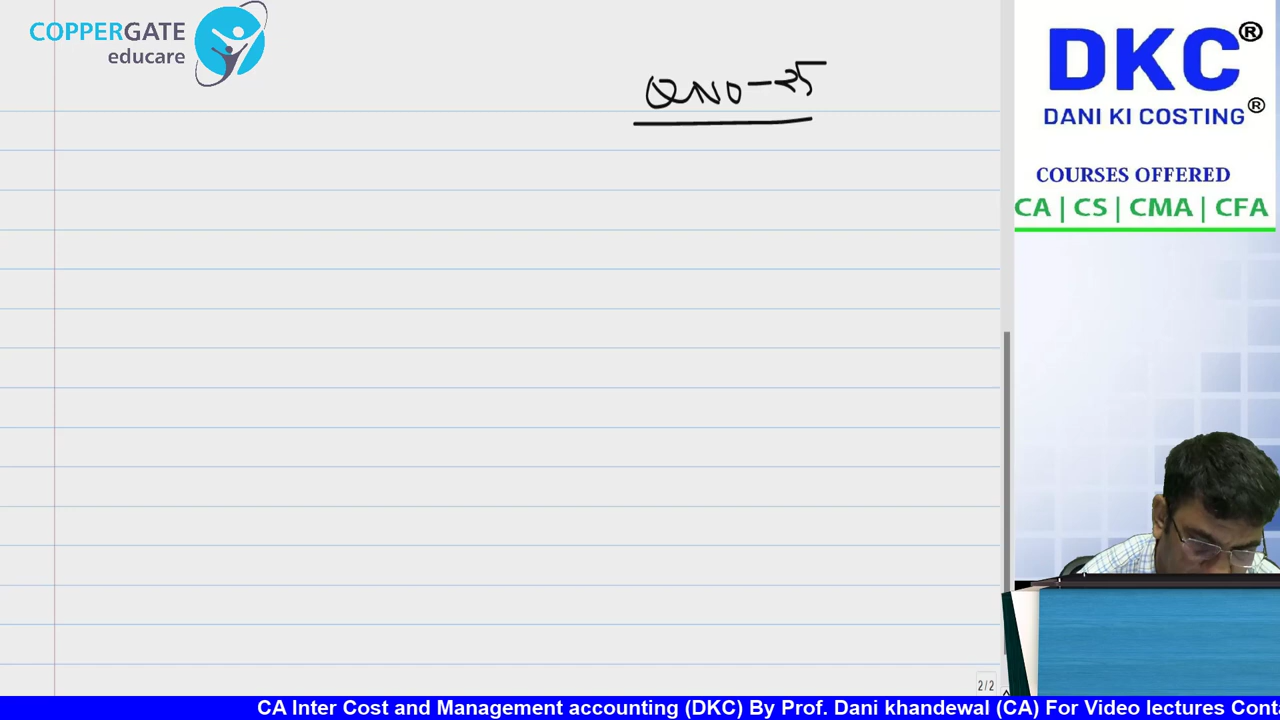 COPPERGATE
educare
QNO-25
DKC®
DANI KI COSTING®
COURSES OFFERED
CA | CS | CMA | CFA
2/2
CA Inter Cost and Management accounting (DKC) By Prof. Dani khandewal (CA) For Video lectures Cont